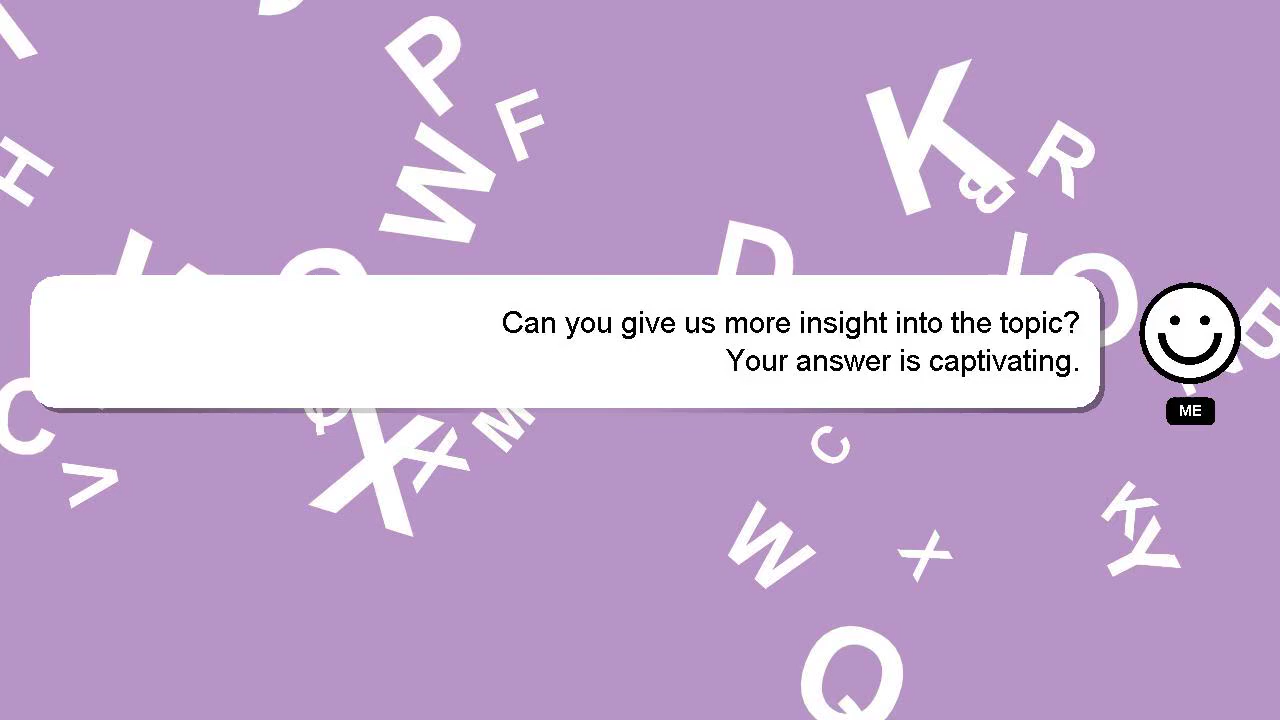 Can you give us more insight into the topic?
Your answer is captivating.
ME